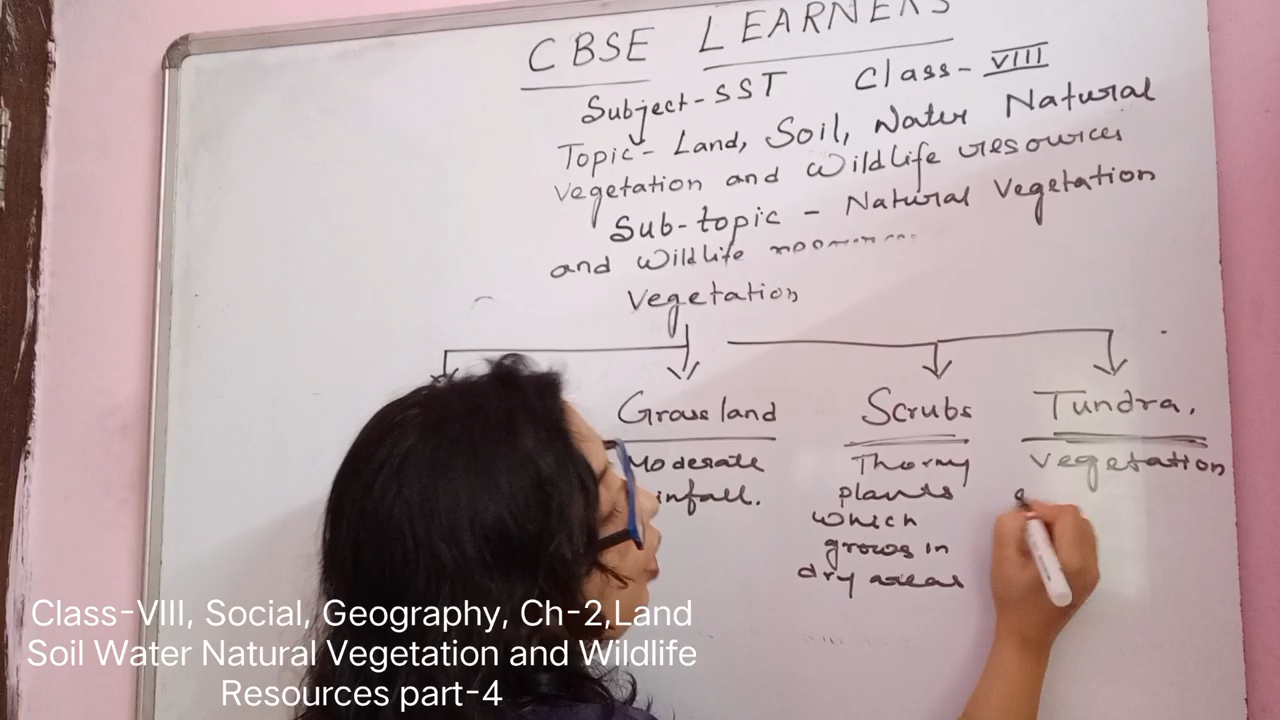 CBSE LEARNERS
Subject - SST Class - VIII
Topic - Land, Soil, Water Natural
Vegetation and Wildlife resources
Sub-topic - Natural Vegetation
and Wildlife
Vegetation
Grassland
Moderate
infall.
Scrubs
Thorny
plants
which
grows in
dry areas
Tundra.
Vegetation
Class-VIII, Social, Geography, Ch-2,Land
Soil Water Natural Vegetation and Wildlife
Resources part-4